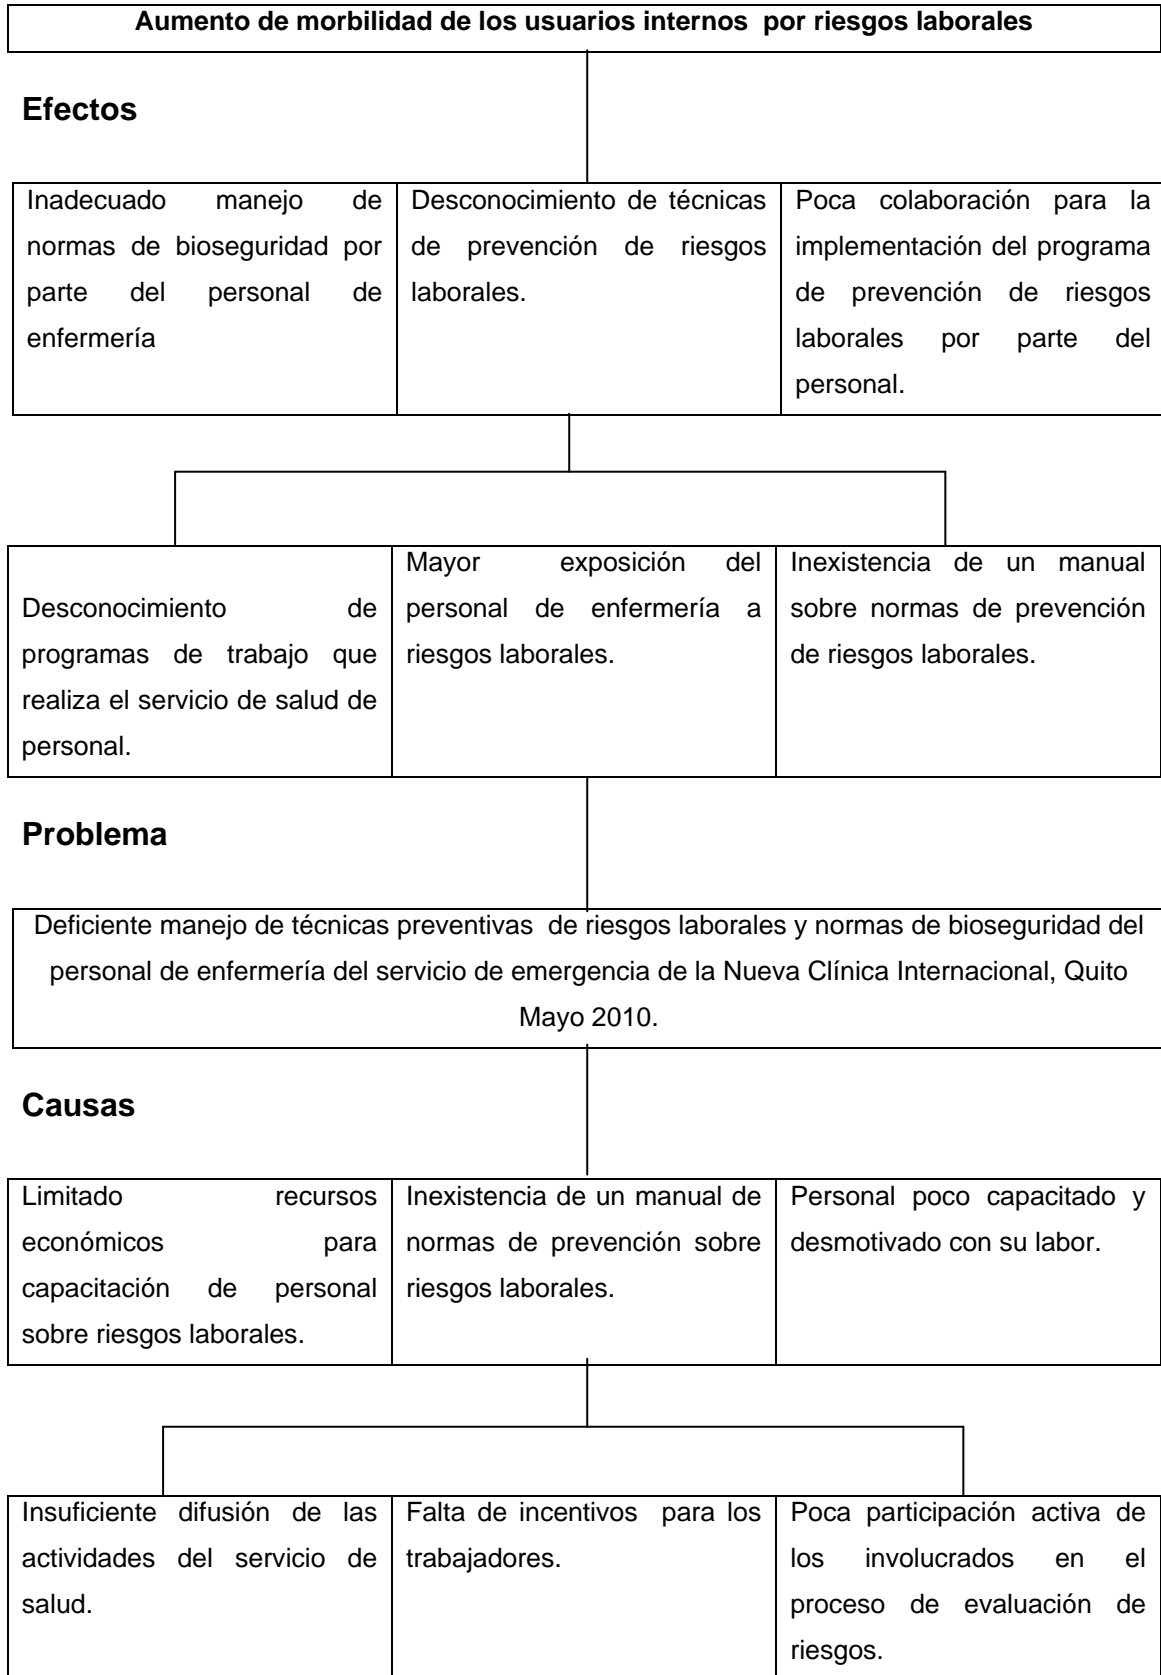 Aumento de morbilidad de los usuarios internos  por riesgos laborales
Efectos
Inadecuado manejo de
normas de bioseguridad por
parte del personal de
enfermería
Desconocimiento de técnicas
de prevención de riesgos
laborales.
Poca colaboración para la
implementación del programa
de prevención de riesgos
laborales por parte del
personal.
Desconocimiento de
programas de trabajo que
realiza el servicio de salud de
personal.
Mayor exposición del
personal de enfermería a
riesgos laborales.
Inexistencia de un manual
sobre normas de prevención
de riesgos laborales.
Problema
Deficiente manejo de técnicas preventivas  de riesgos laborales y normas de bioseguridad del
personal de enfermería del servicio de emergencia de la Nueva Clínica Internacional, Quito
Mayo 2010.
Causas
Limitado recursos
económicos para
capacitación de personal
sobre riesgos laborales.
Inexistencia de un manual de
normas de prevención sobre
riesgos laborales.
Personal poco capacitado y
desmotivado con su labor.
Insuficiente difusión de las
actividades del servicio de
salud.
Falta de incentivos  para los
trabajadores.
Poca participación activa de
los involucrados en el
proceso de evaluación de
riesgos.